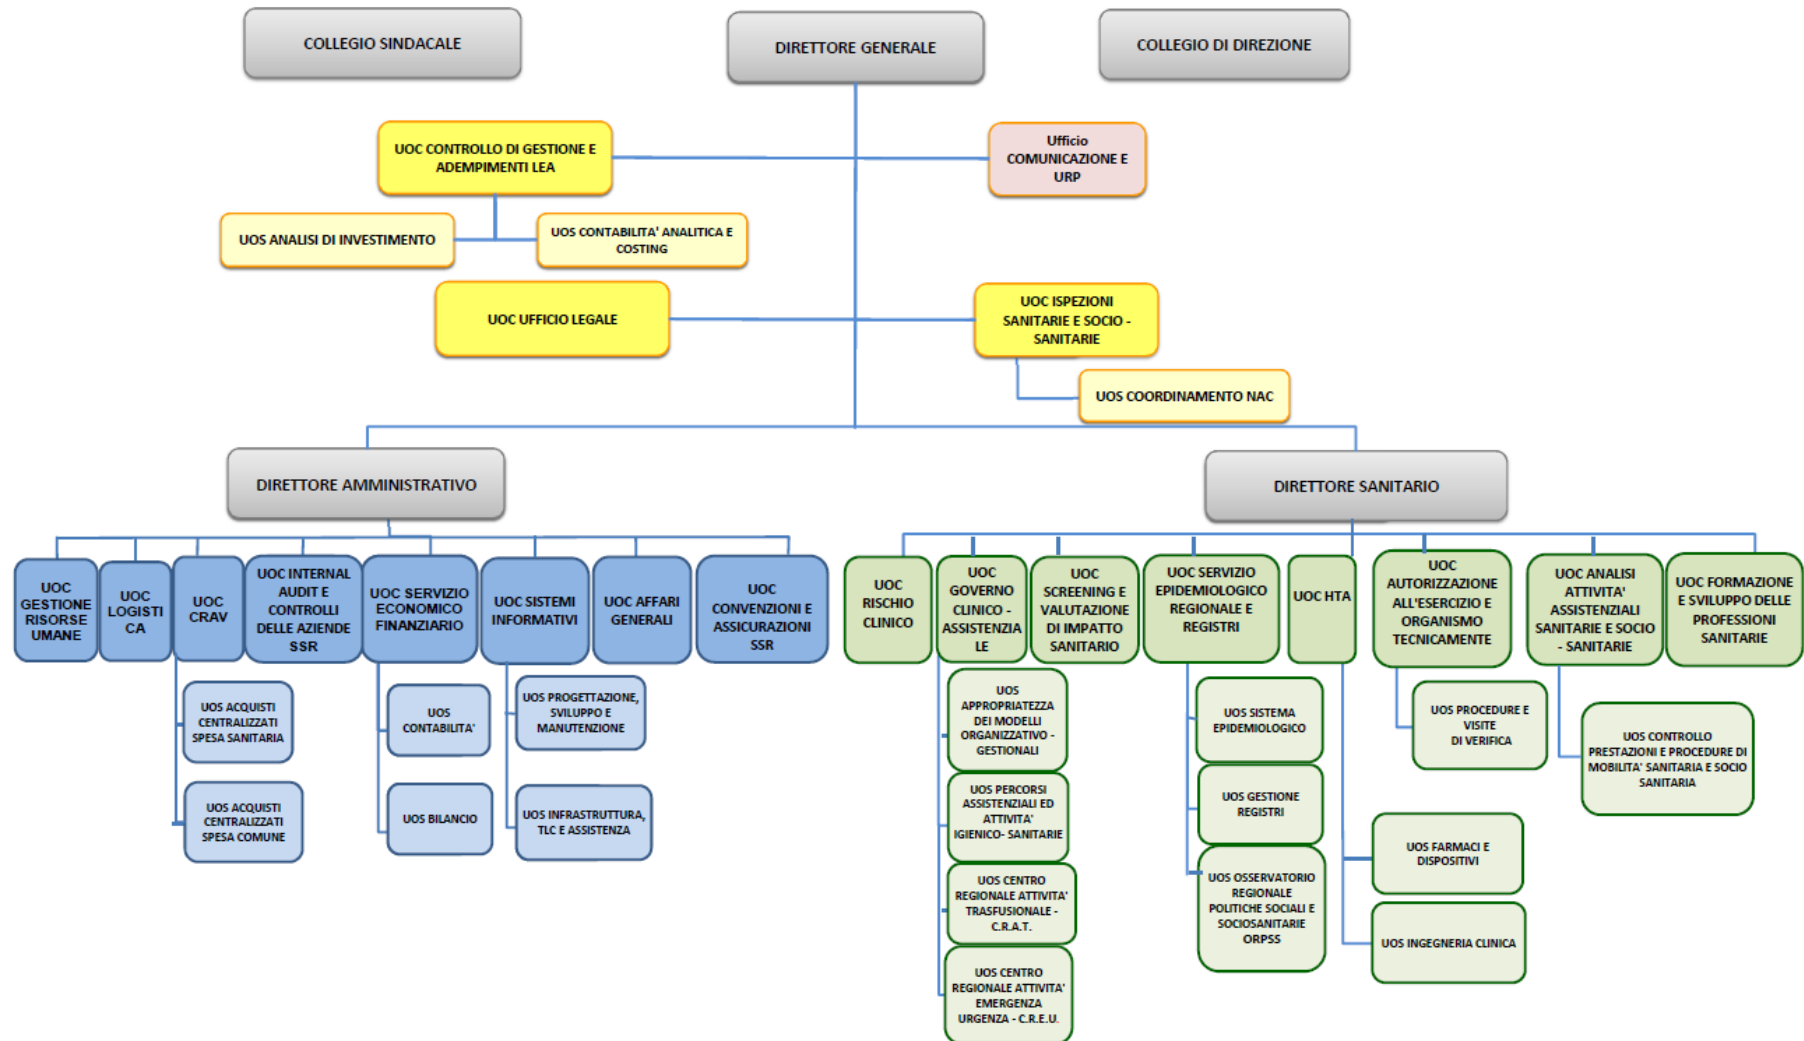 COLLEGIO SINDACALE
DIRETTORE GENERALE
COLLEGIO DI DIREZIONE
UOC CONTROLLO DI GESTIONE E
ADEMPIMENTI LEA
Ufficio
COMUNICAZIONE E
URP
UOS ANALISI DI INVESTIMENTO
UOS CONTABILITA' ANALITICA E
COSTING
UOC UFFICIO LEGALE
UOC ISPEZIONI
SANITARIE E SOCIO -
SANITARIE
UOS COORDINAMENTO NAC
DIRETTORE AMMINISTRATIVO
DIRETTORE SANITARIO
UOC
GESTIONE
RISORSE
UMANE
UOC
LOGISTI
CA
UOC
CRAV
UOC INTERNAL
AUDIT E
CONTROLLI
DELLE AZIENDE
SSR
UOC SERVIZIO
ECONOMICO
FINANZIARIO
UOC SISTEMI
INFORMATIVI
UOC AFFARI
GENERALI
UOC
CONVENZIONI E
ASSICURAZIONI
SSR
UOC
RISCHIO
CLINICO
UOC
GOVERNO
CLINICO -
ASSISTENZIA
LE
UOC
SCREENING E
VALUTAZIONE
DI IMPATTO
SANITARIO
UOC SERVIZIO
EPIDEMIOLOGICO
REGIONALE E
REGISTRI
UOC HTA
UOC
AUTORIZZAZIONE
ALL'ESERCIZIO E
ORGANISMO
TECNICAMENTE
UOC ANALISI
ATTIVITA'
ASSISTENZIALI
SANITARIE E SOCIO
- SANITARIE
UOC FORMAZIONE
E SVILUPPO DELLE
PROFESSIONI
SANITARIE
UOS ACQUISTI
CENTRALIZZATI
SPESA SANITARIA
UOS
CONTABILITA'
UOS PROGETTAZIONE,
SVILUPPO E
MANUTENZIONE
UOS
APPROPRIATEZZA
DEI MODELLI
ORGANIZZATIVO -
GESTIONALI
UOS SISTEMA
EPIDEMIOLOGICO
UOS PROCEDURE E
VISITE
DI VERIFICA
UOS CONTROLLO
PRESTAZIONI E PROCEDURE DI
MOBILITA' SANITARIA E SOCIO
SANITARIA
UOS ACQUISTI
CENTRALIZZATI
SPESA COMUNE
UOS BILANCIO
UOS INFRASTRUTTURA,
TLC E ASSISTENZA
UOS PERCORSI
ASSISTENZIALI ED
ATTIVITA'
IGIENICO- SANITARIE
UOS GESTIONE
REGISTRI
UOS FARMACI E
DISPOSITIVI
UOS CENTRO
REGIONALE ATTIVITA'
TRASFUSIONALE -
C.R.A.T.
UOS OSSERVATORIO
REGIONALE
POLITICHE SOCIALI E
SOCIOSANITARIE
ORPSS
UOS INGEGNERIA CLINICA
UOS CENTRO
REGIONALE ATTIVITA'
EMERGENZA
URGENZA - C.R.E.U.